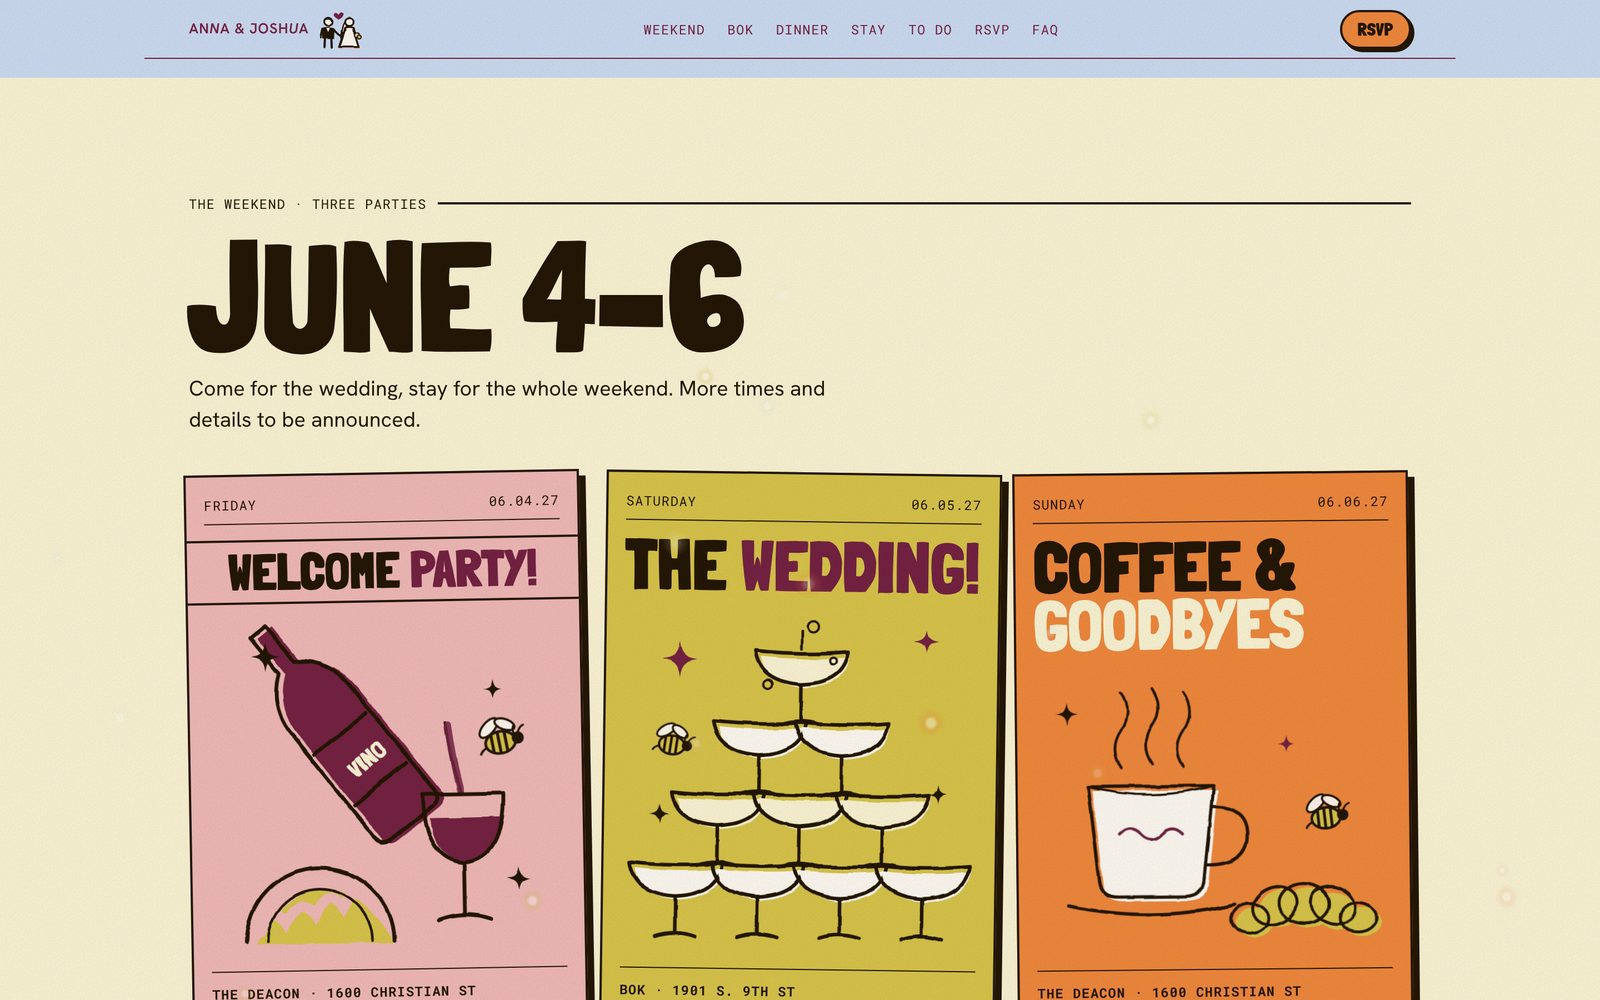 ANNA & JOSHUA
WEEKEND BOK DINNER STAY TO DO RSVP FAQ
RSVP
THE WEEKEND · THREE PARTIES
JUNE 4–6
Come for the wedding, stay for the whole weekend. More times and
details to be announced.
FRIDAY 06.04.27
WELCOME PARTY!
VINO
THE DEACON · 1600 CHRISTIAN ST
SATURDAY 06.05.27
THE WEDDING!
BOK · 1901 S. 9TH ST
SUNDAY 06.06.27
COFFEE &
GOODBYES
THE DEACON · 1600 CHRISTIAN ST